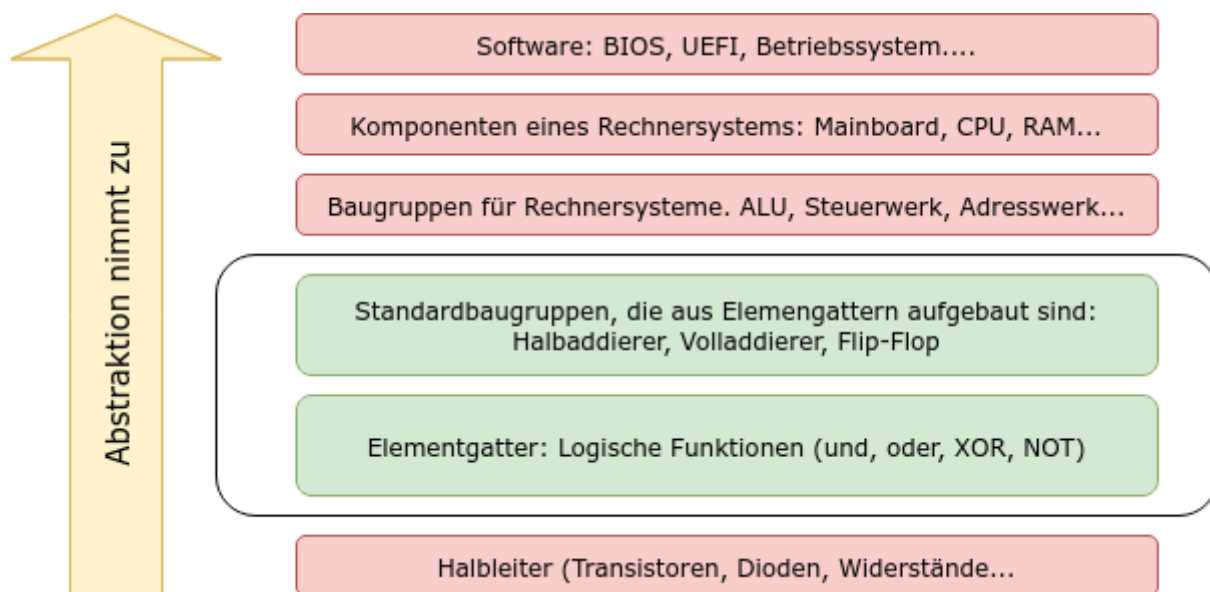 Software: BIOS, UEFI, Betriebssystem....
Komponenten eines Rechnersystems: Mainboard, CPU, RAM...
Baugruppen für Rechnersysteme. ALU, Steuerwerk, Adresswerk...
Abstraktion nimmt zu
Standardbaugruppen, die aus Elemengattern aufgebaut sind:
Halbaddierer, Volladdierer, Flip-Flop
Elementgatter: Logische Funktionen (und, oder, XOR, NOT)
Halbleiter (Transistoren, Dioden, Widerstände...